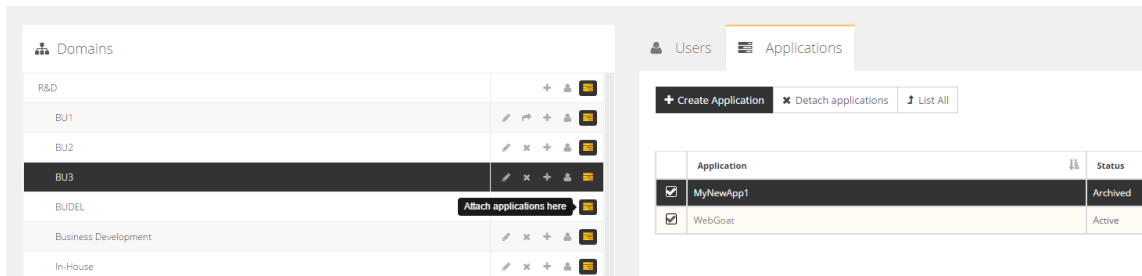 Domains
R&D
BU1
BU2
BU3
BUDEL
Attach applications here
Business Development
In-House
Users
Applications
Create Application
Detach applications
List All
Application
Status
MyNewApp1
Archived
WebGoat
Active